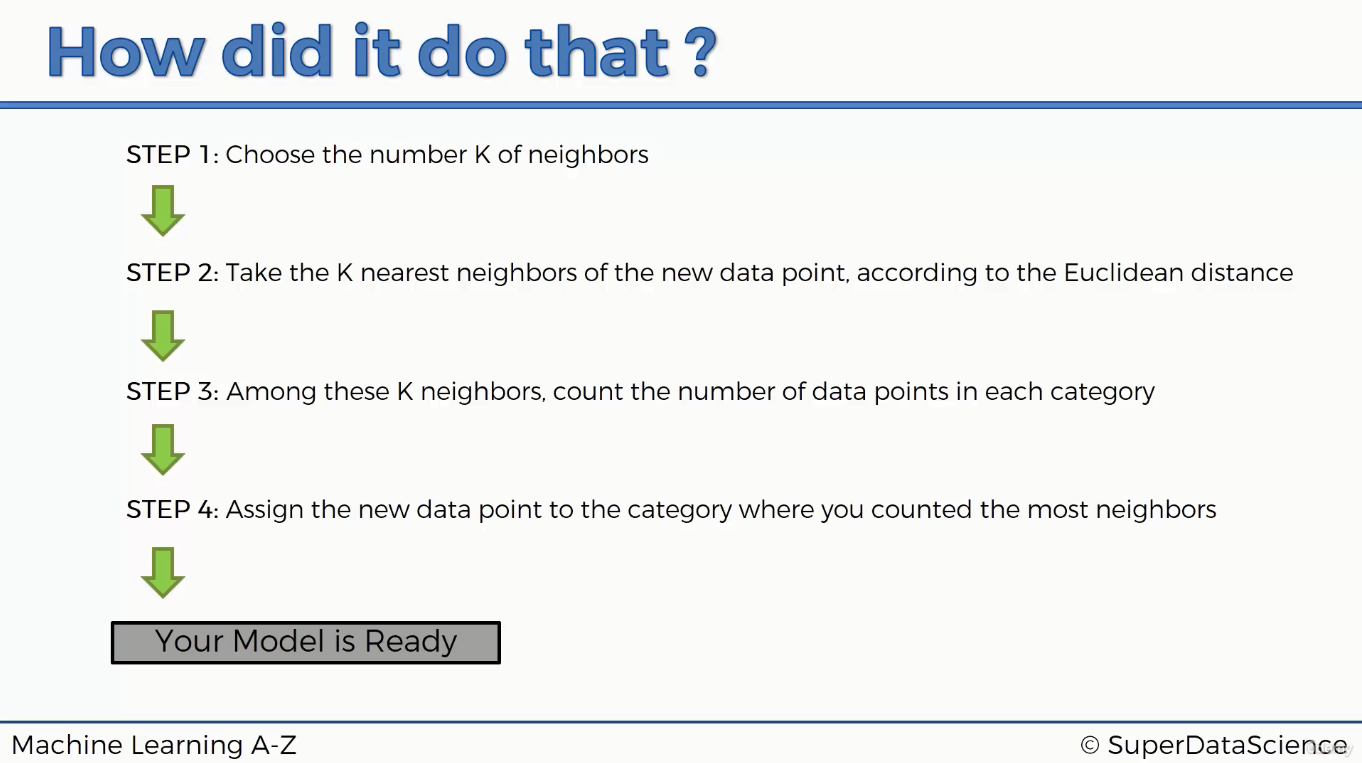 How did it do that ?
STEP 1: Choose the number K of neighbors
STEP 2: Take the K nearest neighbors of the new data point, according to the Euclidean distance
STEP 3: Among these K neighbors, count the number of data points in each category
STEP 4: Assign the new data point to the category where you counted the most neighbors
Your Model is Ready
Machine Learning A-Z
© SuperDataScience